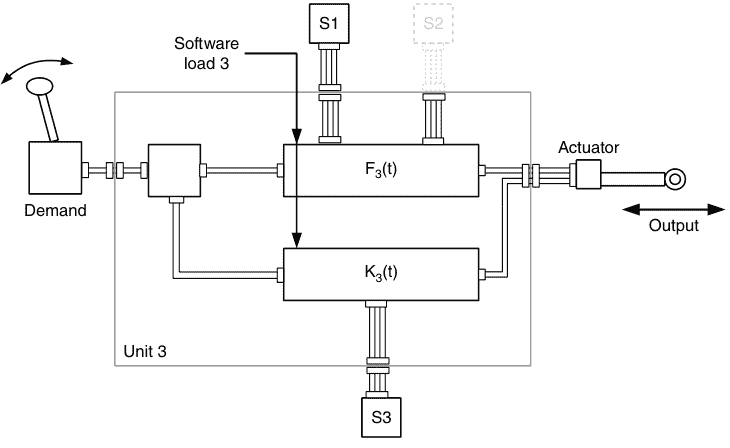 S1
S2
Software
load 3
F₃(t)
Actuator
Demand
Output
K₃(t)
Unit 3
S3